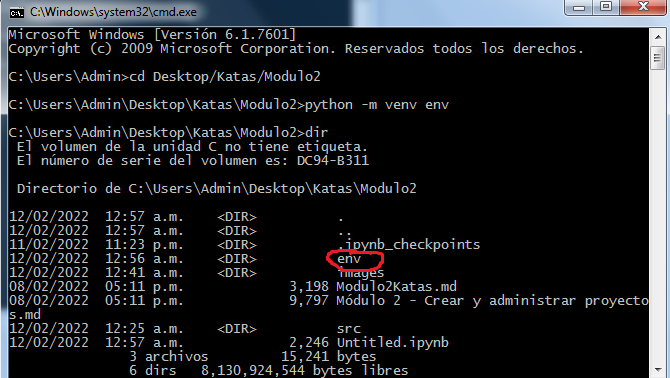 C:\Windows\system32\cmd.exe
Microsoft Windows [Versión 6.1.7601]
Copyright (c) 2009 Microsoft Corporation. Reservados todos los derechos.
C:\Users\Admin>cd Desktop/Katas/Modulo2
C:\Users\Admin\Desktop\Katas\Modulo2>python -m venv env
C:\Users\Admin\Desktop\Katas\Modulo2>dir
El volumen de la unidad C no tiene etiqueta.
El número de serie del volumen es: DC94-B311
Directorio de C:\Users\Admin\Desktop\Katas\Modulo2
12/02/2022  12:57 a.m.    <DIR>          .
12/02/2022  12:57 a.m.    <DIR>          ..
11/02/2022  11:23 p.m.    <DIR>          .ipynb_checkpoints
12/02/2022  12:56 a.m.    <DIR>          env
12/02/2022  12:41 a.m.    <DIR>          images
08/02/2022  05:11 p.m.             3,198 Modulo2Katas.md
08/02/2022  05:11 p.m.             9,797 Módulo 2 - Crear y administrar proyecto
s.md
12/02/2022  12:25 a.m.    <DIR>          src
12/02/2022  12:57 a.m.             2,246 Untitled.ipynb
3 archivos         15,241 bytes
6 dirs   8,130,924,544 bytes libres